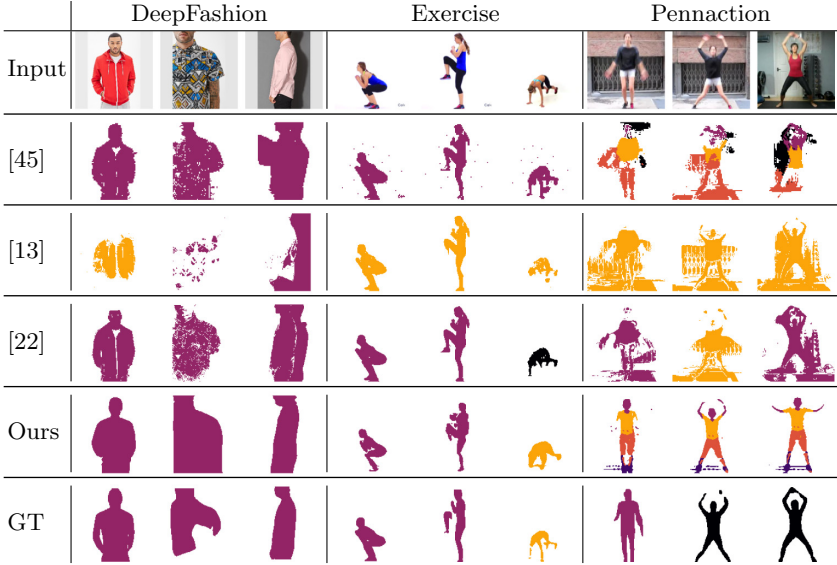 DeepFashion Exercise Pennaction
Input
[45]
[13]
[22]
Ours
GT